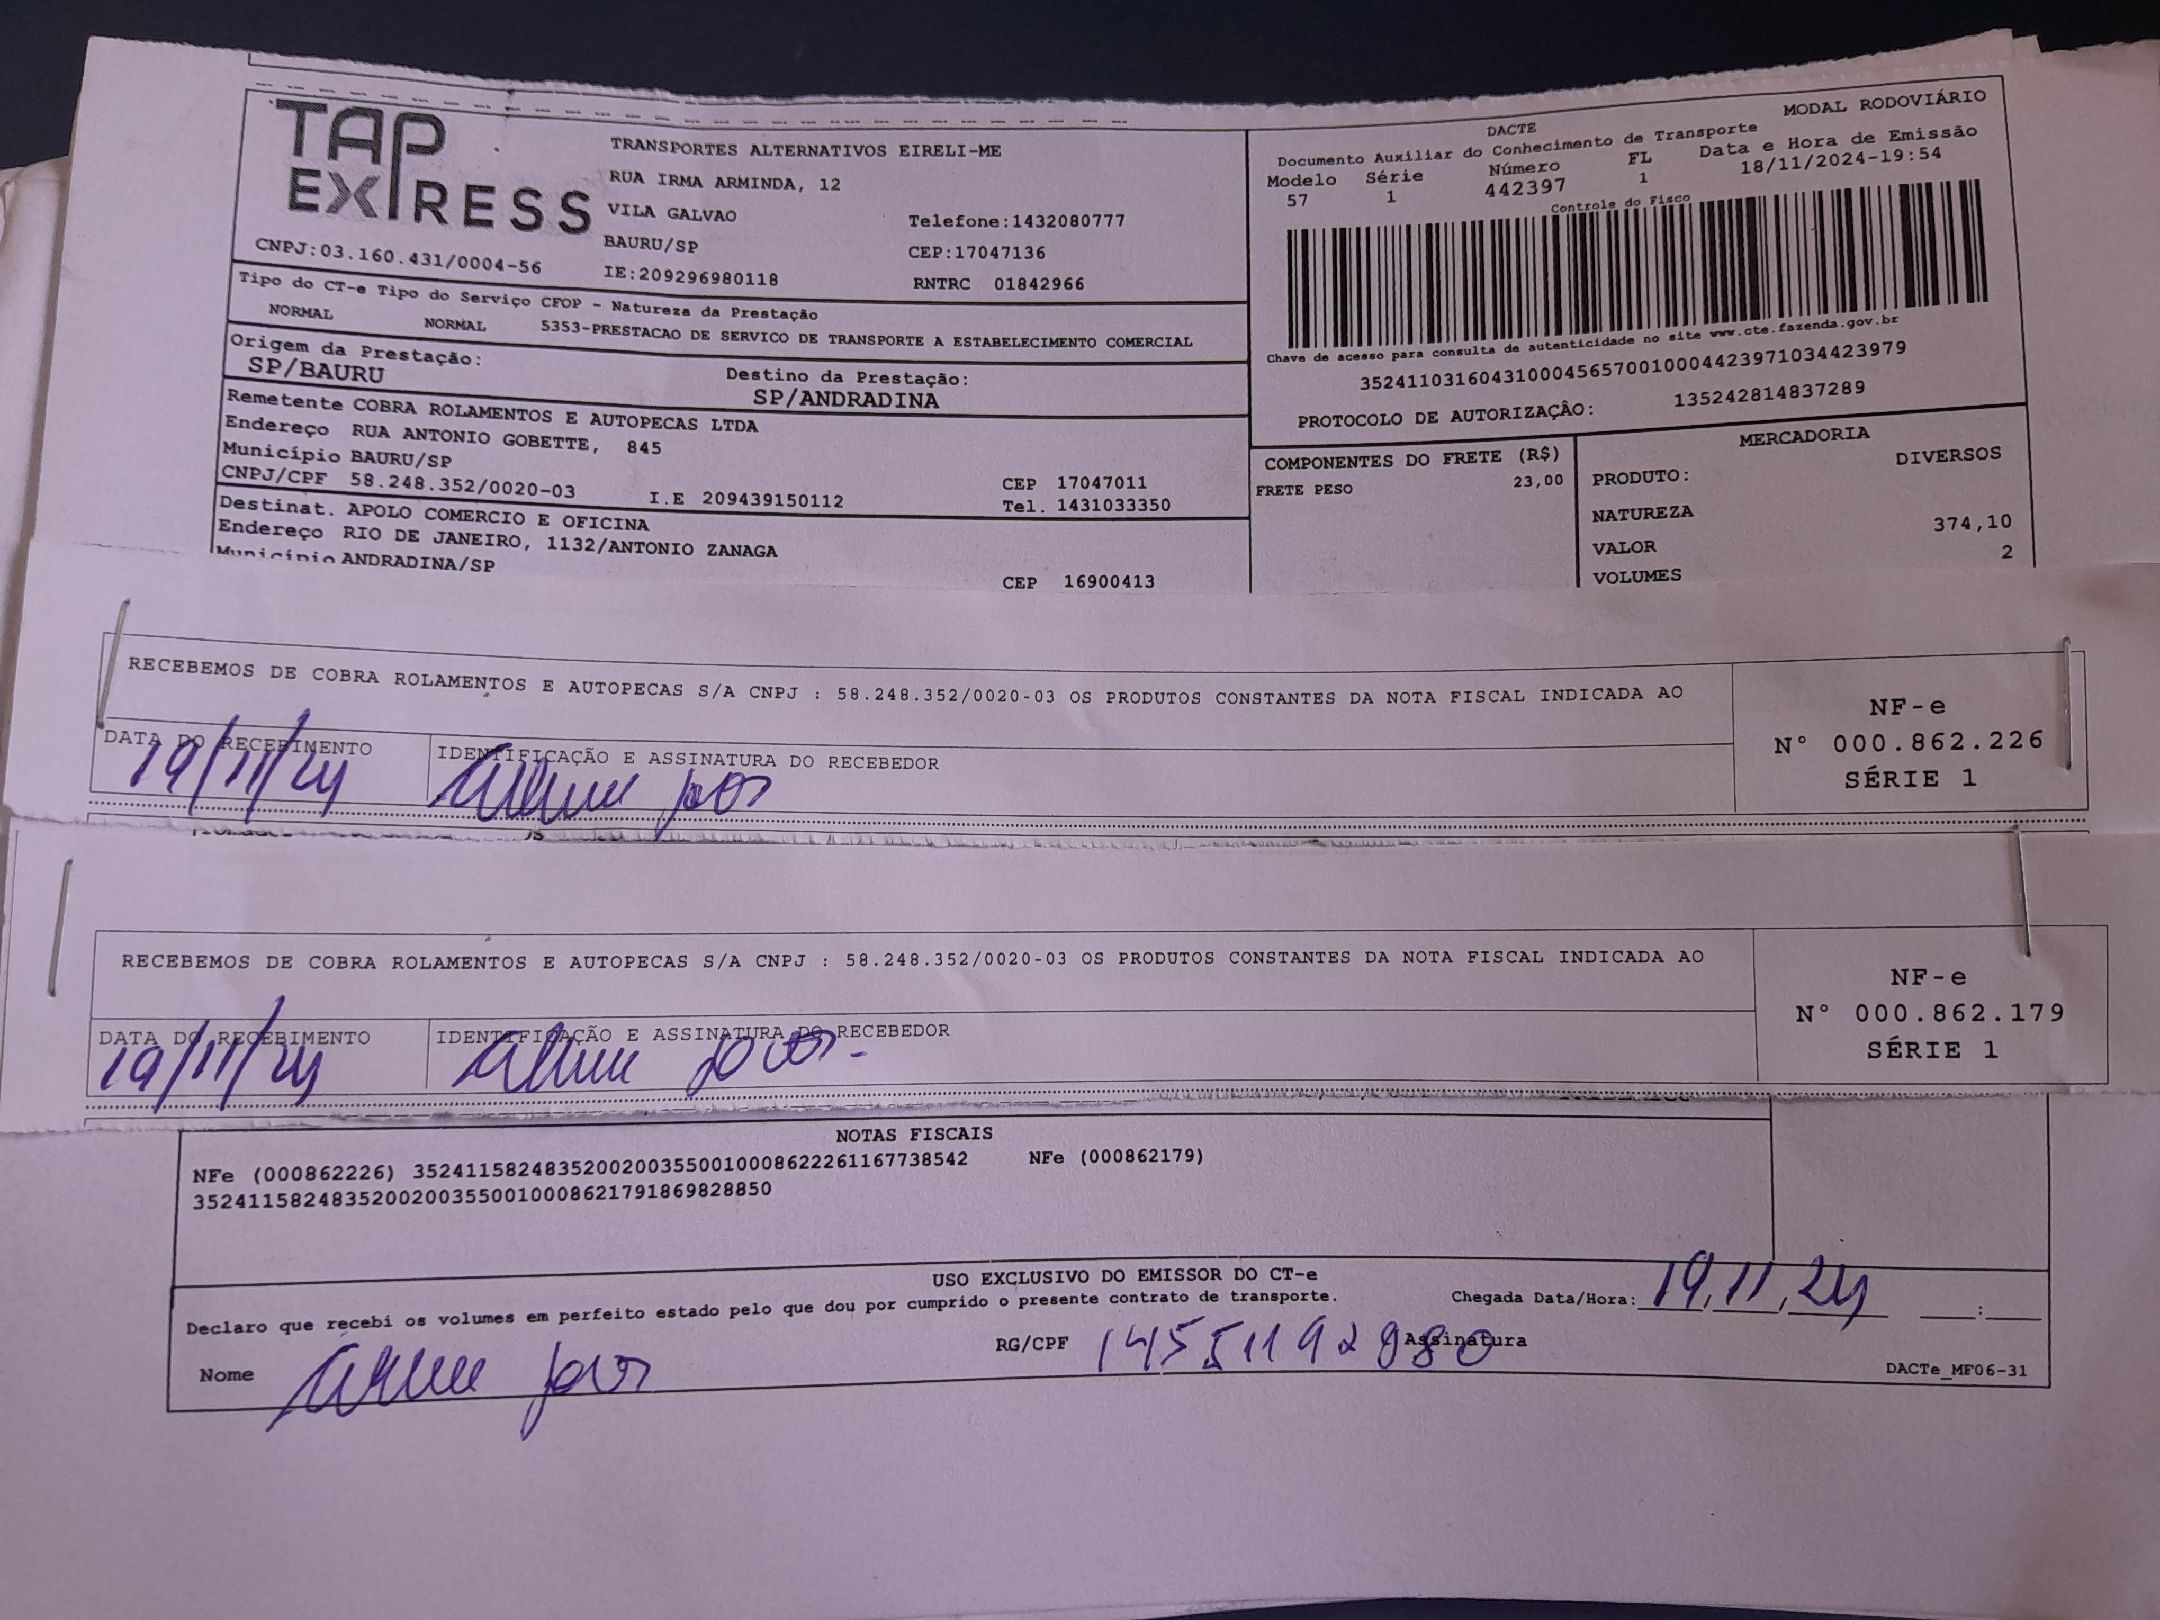 TAP
EXPRESS
CNPJ:03.160.431/0004-56
TRANSPORTES ALTERNATIVOS EIRELI-ME
RUA IRMA ARMINDA, 12
VILA GALVAO
BAURU/SP
IE:209296980118
Telefone:1432080777
CEP:17047136
RNTRC 01842966
MODAL RODOVIÁRIO
DACTE
Documento Auxiliar do Conhecimento de Transporte
Modelo Série Número FL Data e Hora de Emissão
57 1 442397 1 18/11/2024-19:54
Controle do Fisco
Chave de acesso para consulta de autenticidade no site www.cte.fazenda.gov.br
35241103160431000456570010004423971034423979
PROTOCOLO DE AUTORIZAÇÃO: 135242814837289
Tipo do CT-e Tipo do Serviço CFOP - Natureza da Prestação
NORMAL NORMAL 5353-PRESTACAO DE SERVICO DE TRANSPORTE A ESTABELECIMENTO COMERCIAL
Origem da Prestação: Destino da Prestação:
SP/BAURU SP/ANDRADINA
Remetente COBRA ROLAMENTOS E AUTOPECAS LTDA
Endereço RUA ANTONIO GOBETTE, 845
Município BAURU/SP CEP 17047011
CNPJ/CPF 58.248.352/0020-03 I.E 209439150112 Tel. 1431033350
Destinat. APOLO COMERCIO E OFICINA
Endereço RIO DE JANEIRO, 1132/ANTONIO ZANAGA
Município ANDRADINA/SP CEP 16900413
COMPONENTES DO FRETE (R$)
FRETE PESO 23,00
MERCADORIA
PRODUTO: DIVERSOS
NATUREZA
VALOR 374,10
VOLUMES 2
RECEBEMOS DE COBRA ROLAMENTOS E AUTOPECAS S/A CNPJ : 58.248.352/0020-03 OS PRODUTOS CONSTANTES DA NOTA FISCAL INDICADA AO
DATA DO RECEBIMENTO IDENTIFICAÇÃO E ASSINATURA DO RECEBEDOR
19/11/24
NF-e
N° 000.862.226
SÉRIE 1
RECEBEMOS DE COBRA ROLAMENTOS E AUTOPECAS S/A CNPJ : 58.248.352/0020-03 OS PRODUTOS CONSTANTES DA NOTA FISCAL INDICADA AO
DATA DO RECEBIMENTO IDENTIFICAÇÃO E ASSINATURA DO RECEBEDOR
19/11/24
NF-e
N° 000.862.179
SÉRIE 1
NOTAS FISCAIS
NFe (000862226) 35241158248352002003550010008622261167738542 NFe (000862179)
35241158248352002003550010008621791869828850
USO EXCLUSIVO DO EMISSOR DO CT-e
Declaro que recebi os volumes em perfeito estado pelo que dou por cumprido o presente contrato de transporte. Chegada Data/Hora: 19,11,24 :
Nome RG/CPF 14551192980 Assinatura
DACTe_MF06-31